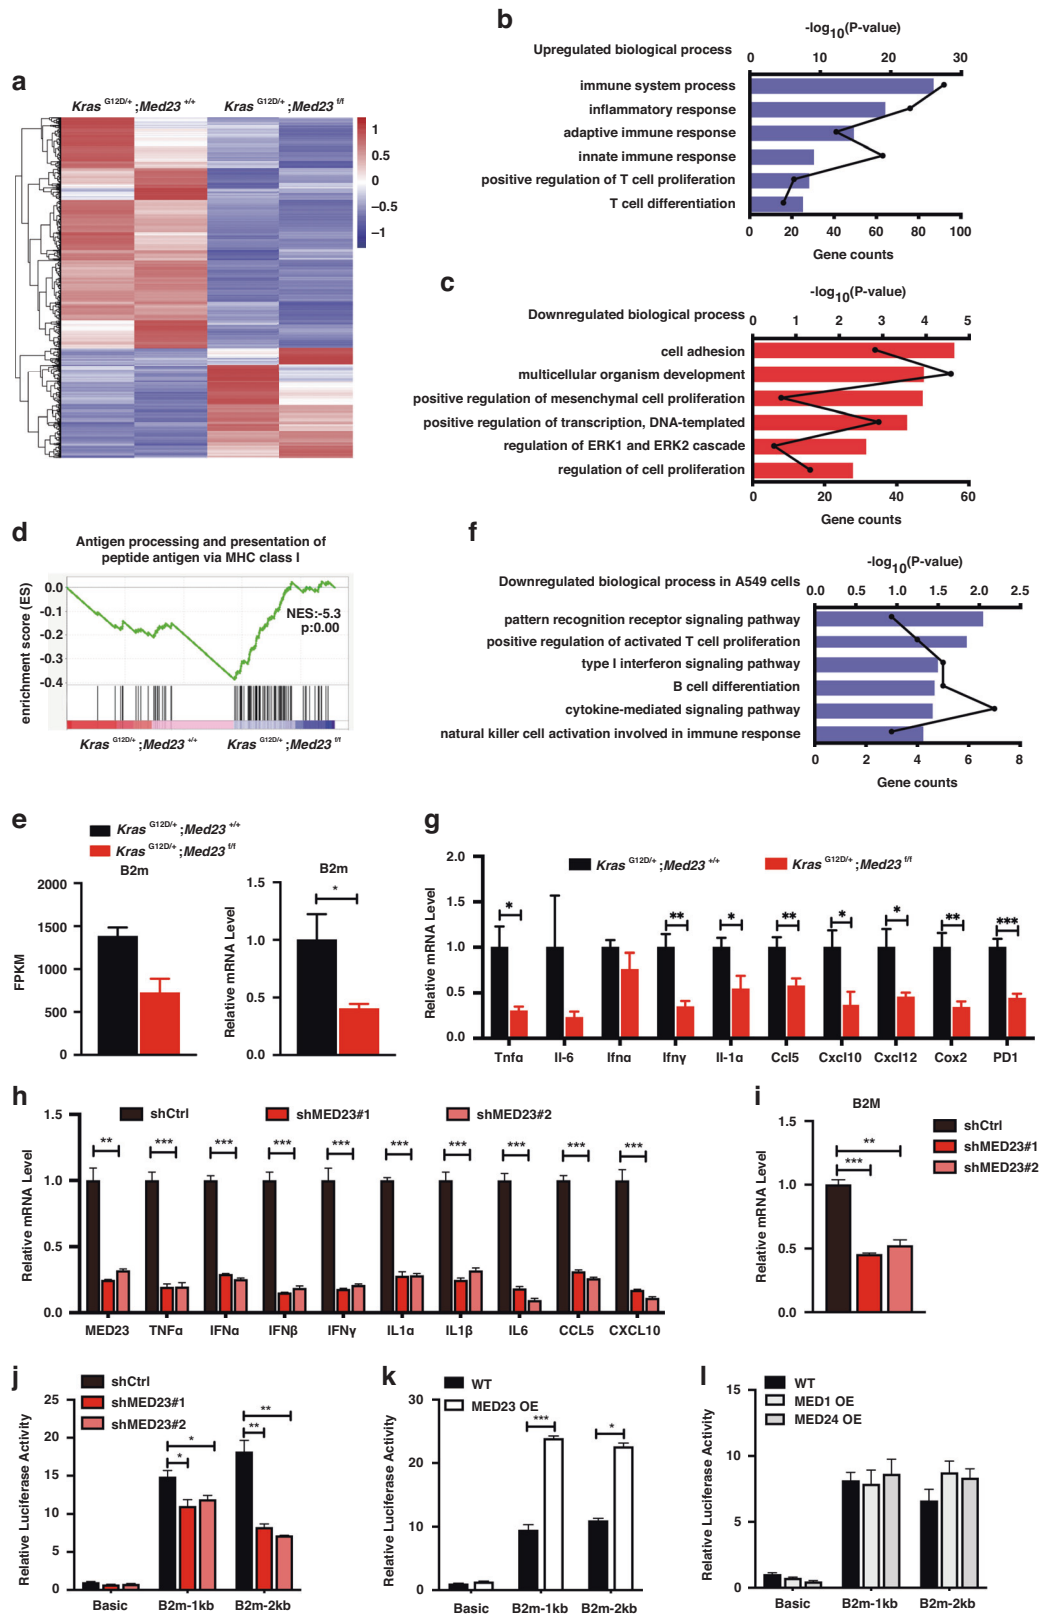 a
Kras G12D/+ ;Med23 +/+
Kras G12D/+ ;Med23 f/f
1
0.5
0
−0.5
−1
b
-log10(P-value)
Upregulated biological process
0 10 20 30
immune system process
inflammatory response
adaptive immune response
innate immune response
positive regulation of T cell proliferation
T cell differentiation
0 20 40 60 80 100
Gene counts
c
-log10(P-value)
Downregulated biological process
0 1 2 3 4 5
cell adhesion
multicellular organism development
positive regulation of mesenchymal cell proliferation
positive regulation of transcription, DNA-templated
regulation of ERK1 and ERK2 cascade
regulation of cell proliferation
0 20 40 60
Gene counts
d
Antigen processing and presentation of
peptide antigen via MHC class I
enrichment score (ES)
0.0
-0.1
-0.2
-0.3
-0.4
NES:-5.3
p:0.00
Kras G12D/+ ;Med23 +/+
Kras G12D/+ ;Med23 f/f
f
-log10(P-value)
Downregulated biological process in A549 cells
0.0 0.5 1.0 1.5 2.0 2.5
pattern recognition receptor signaling pathway
positive regulation of activated T cell proliferation
type I interferon signaling pathway
B cell differentiation
cytokine-mediated signaling pathway
natural killer cell activation involved in immune response
0 2 4 6 8
Gene counts
e
Kras G12D/+ ;Med23 +/+
Kras G12D/+ ;Med23 f/f
B2m
FPKM
2000
1500
1000
500
0
B2m
Relative mRNA Level
1.5
1.0
0.5
0.0
*
g
Kras G12D/+ ;Med23 +/+
Kras G12D/+ ;Med23 f/f
Relative mRNA Level
2.0
1.5
1.0
0.5
0.0
* ** * ** * * ** ***
Tnfα Il-6 Ifnα Ifnγ Il-1α Ccl5 Cxcl10 Cxcl12 Cox2 PD1
h
shCtrl
shMED23#1
shMED23#2
Relative mRNA Level
1.5
1.0
0.5
0.0
** *** *** *** *** *** *** *** *** ***
MED23 TNFα IFNα IFNβ IFNγ IL1α IL1β IL6 CCL5 CXCL10
i
B2M
shCtrl
shMED23#1
shMED23#2
Relative mRNA Level
1.5
1.0
0.5
0.0
**
***
j
shCtrl
shMED23#1
shMED23#2
Relative Luciferase Activity
25
20
15
10
5
0
*
*
**
**
Basic B2m-1kb B2m-2kb
k
WT
MED23 OE
Relative Luciferase Activity
30
20
10
0
***
*
Basic B2m-1kb B2m-2kb
l
WT
MED1 OE
MED24 OE
Relative Luciferase Activity
15
10
5
0
Basic B2m-1kb B2m-2kb